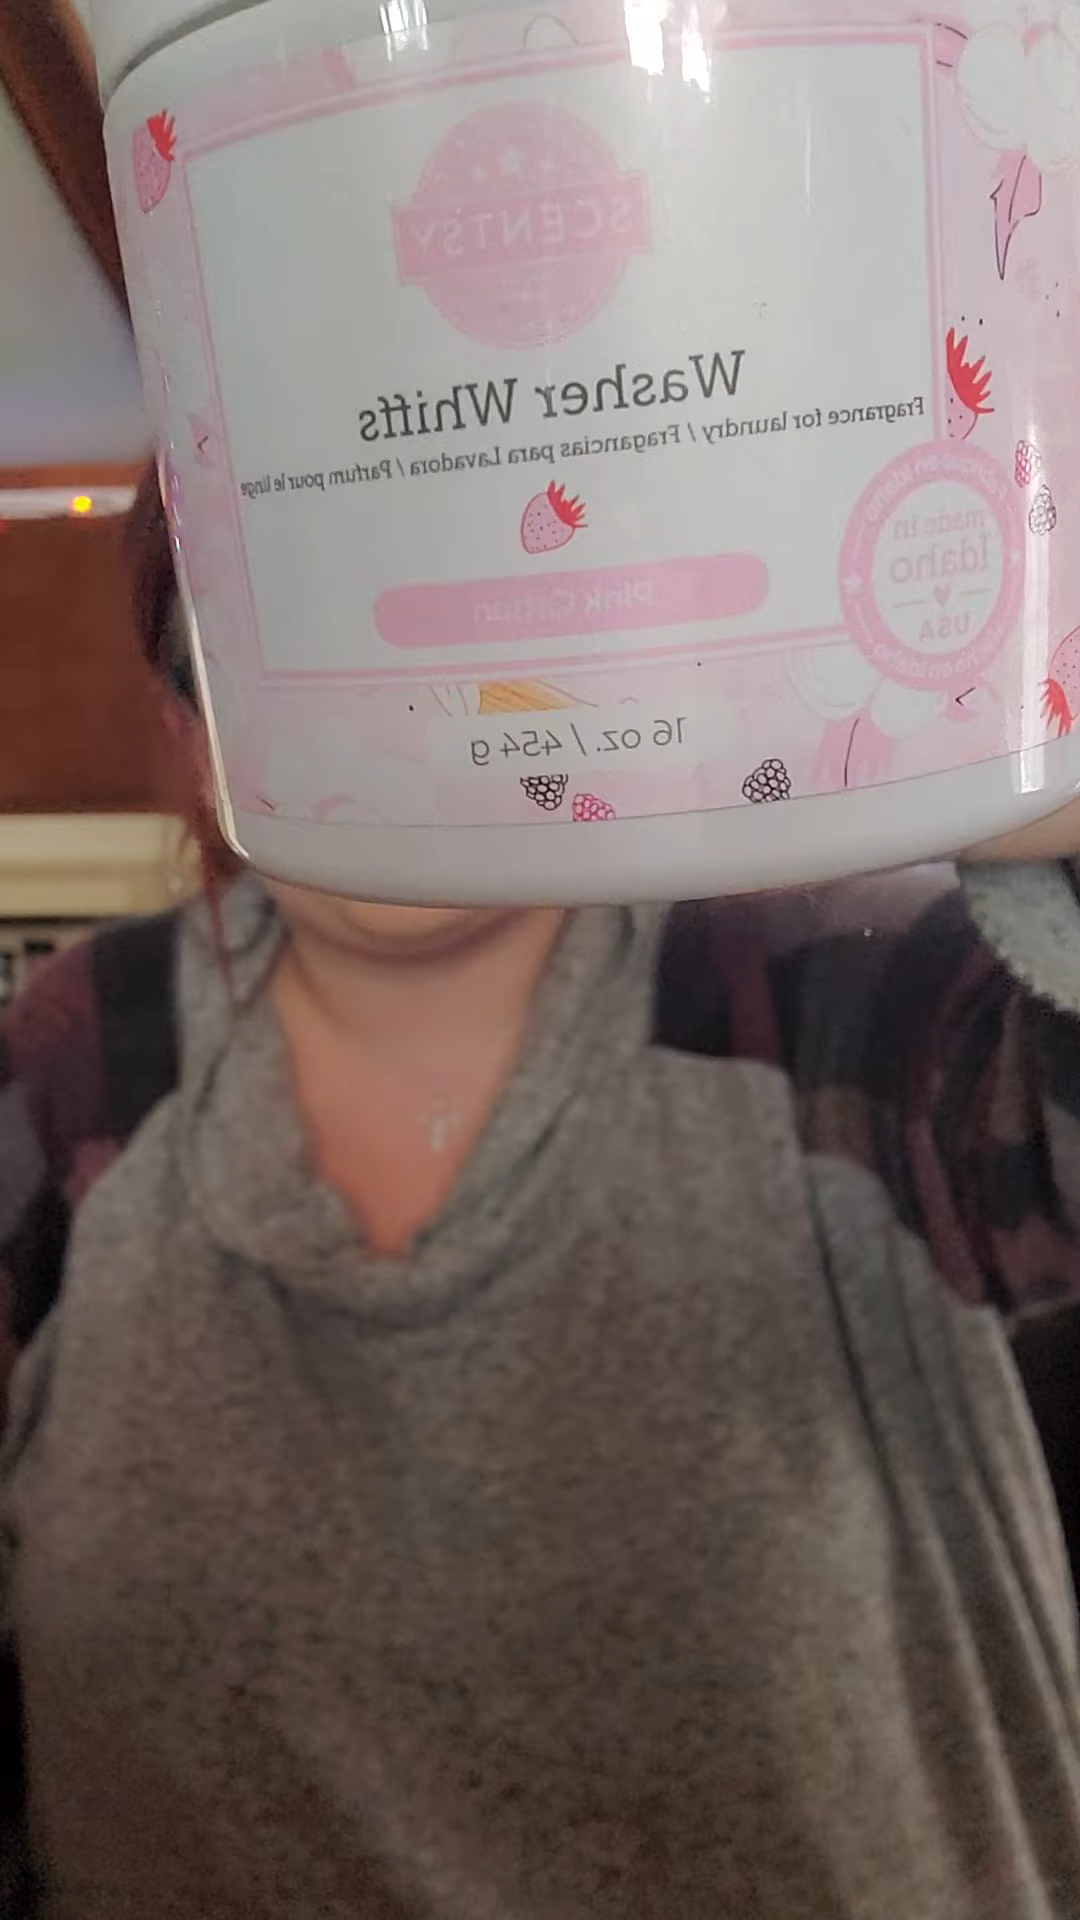 SCENTSY
Washer Whiffs
Fragrance for laundry / Fragancias para Lavadora / Parfum pour le linge
Pink Cotton
made in
Idaho
USA
16 oz. / 454 g